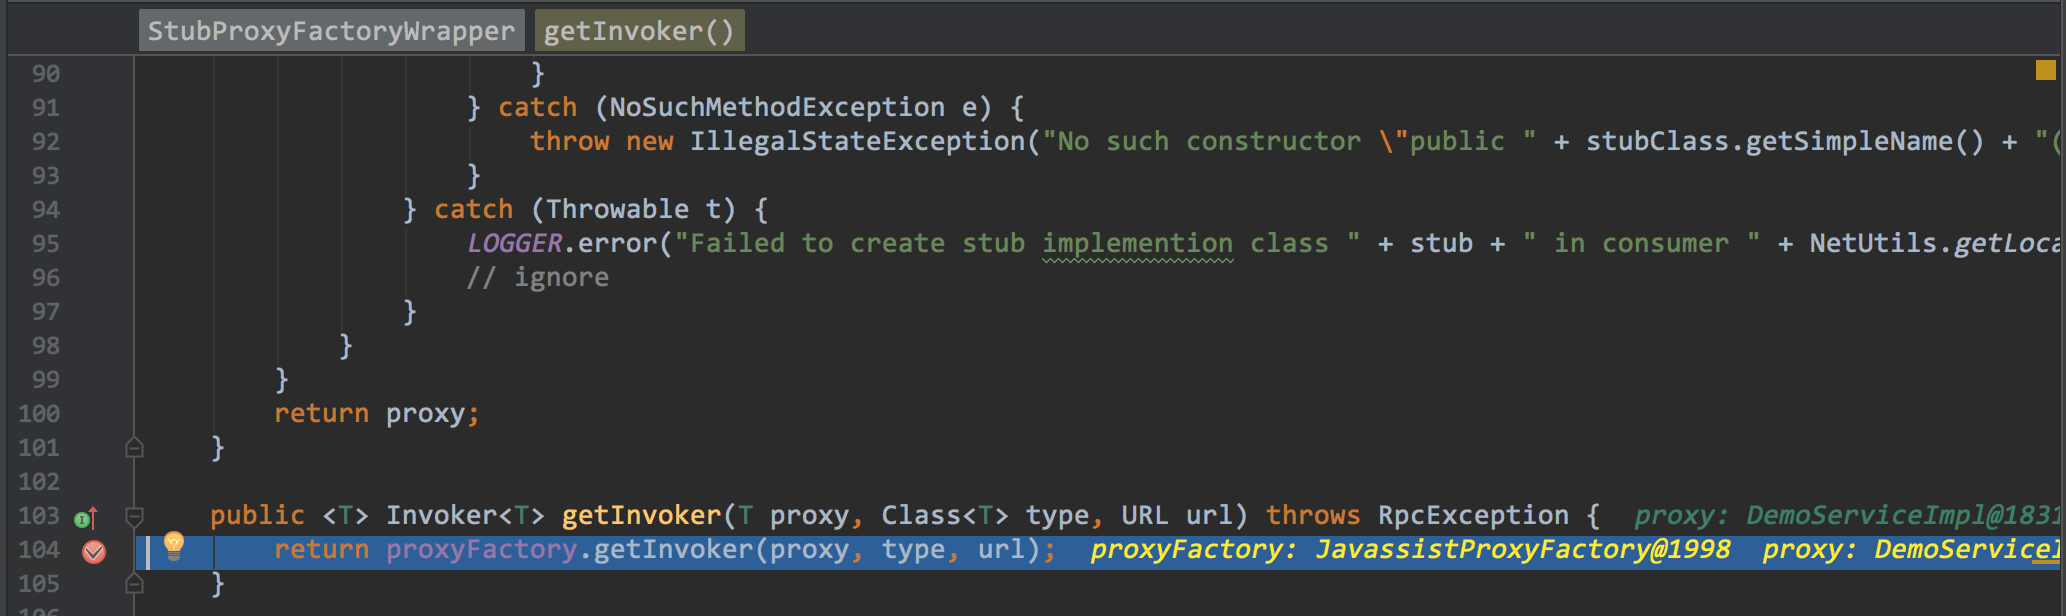 StubProxyFactoryWrapper getInvoker()
90 }
91 } catch (NoSuchMethodException e) {
92 throw new IllegalStateException("No such constructor \"public " + stubClass.getSimpleName() + "(
93 }
94 } catch (Throwable t) {
95 LOGGER.error("Failed to create stub implemention class " + stub + " in consumer " + NetUtils.getLoca
96 // ignore
97 }
98 }
99 }
100 return proxy;
101 }
102
103 public <T> Invoker<T> getInvoker(T proxy, Class<T> type, URL url) throws RpcException { proxy: DemoServiceImpl@1831
104 return proxyFactory.getInvoker(proxy, type, url); proxyFactory: JavassistProxyFactory@1998 proxy: DemoServiceI
105 }
106